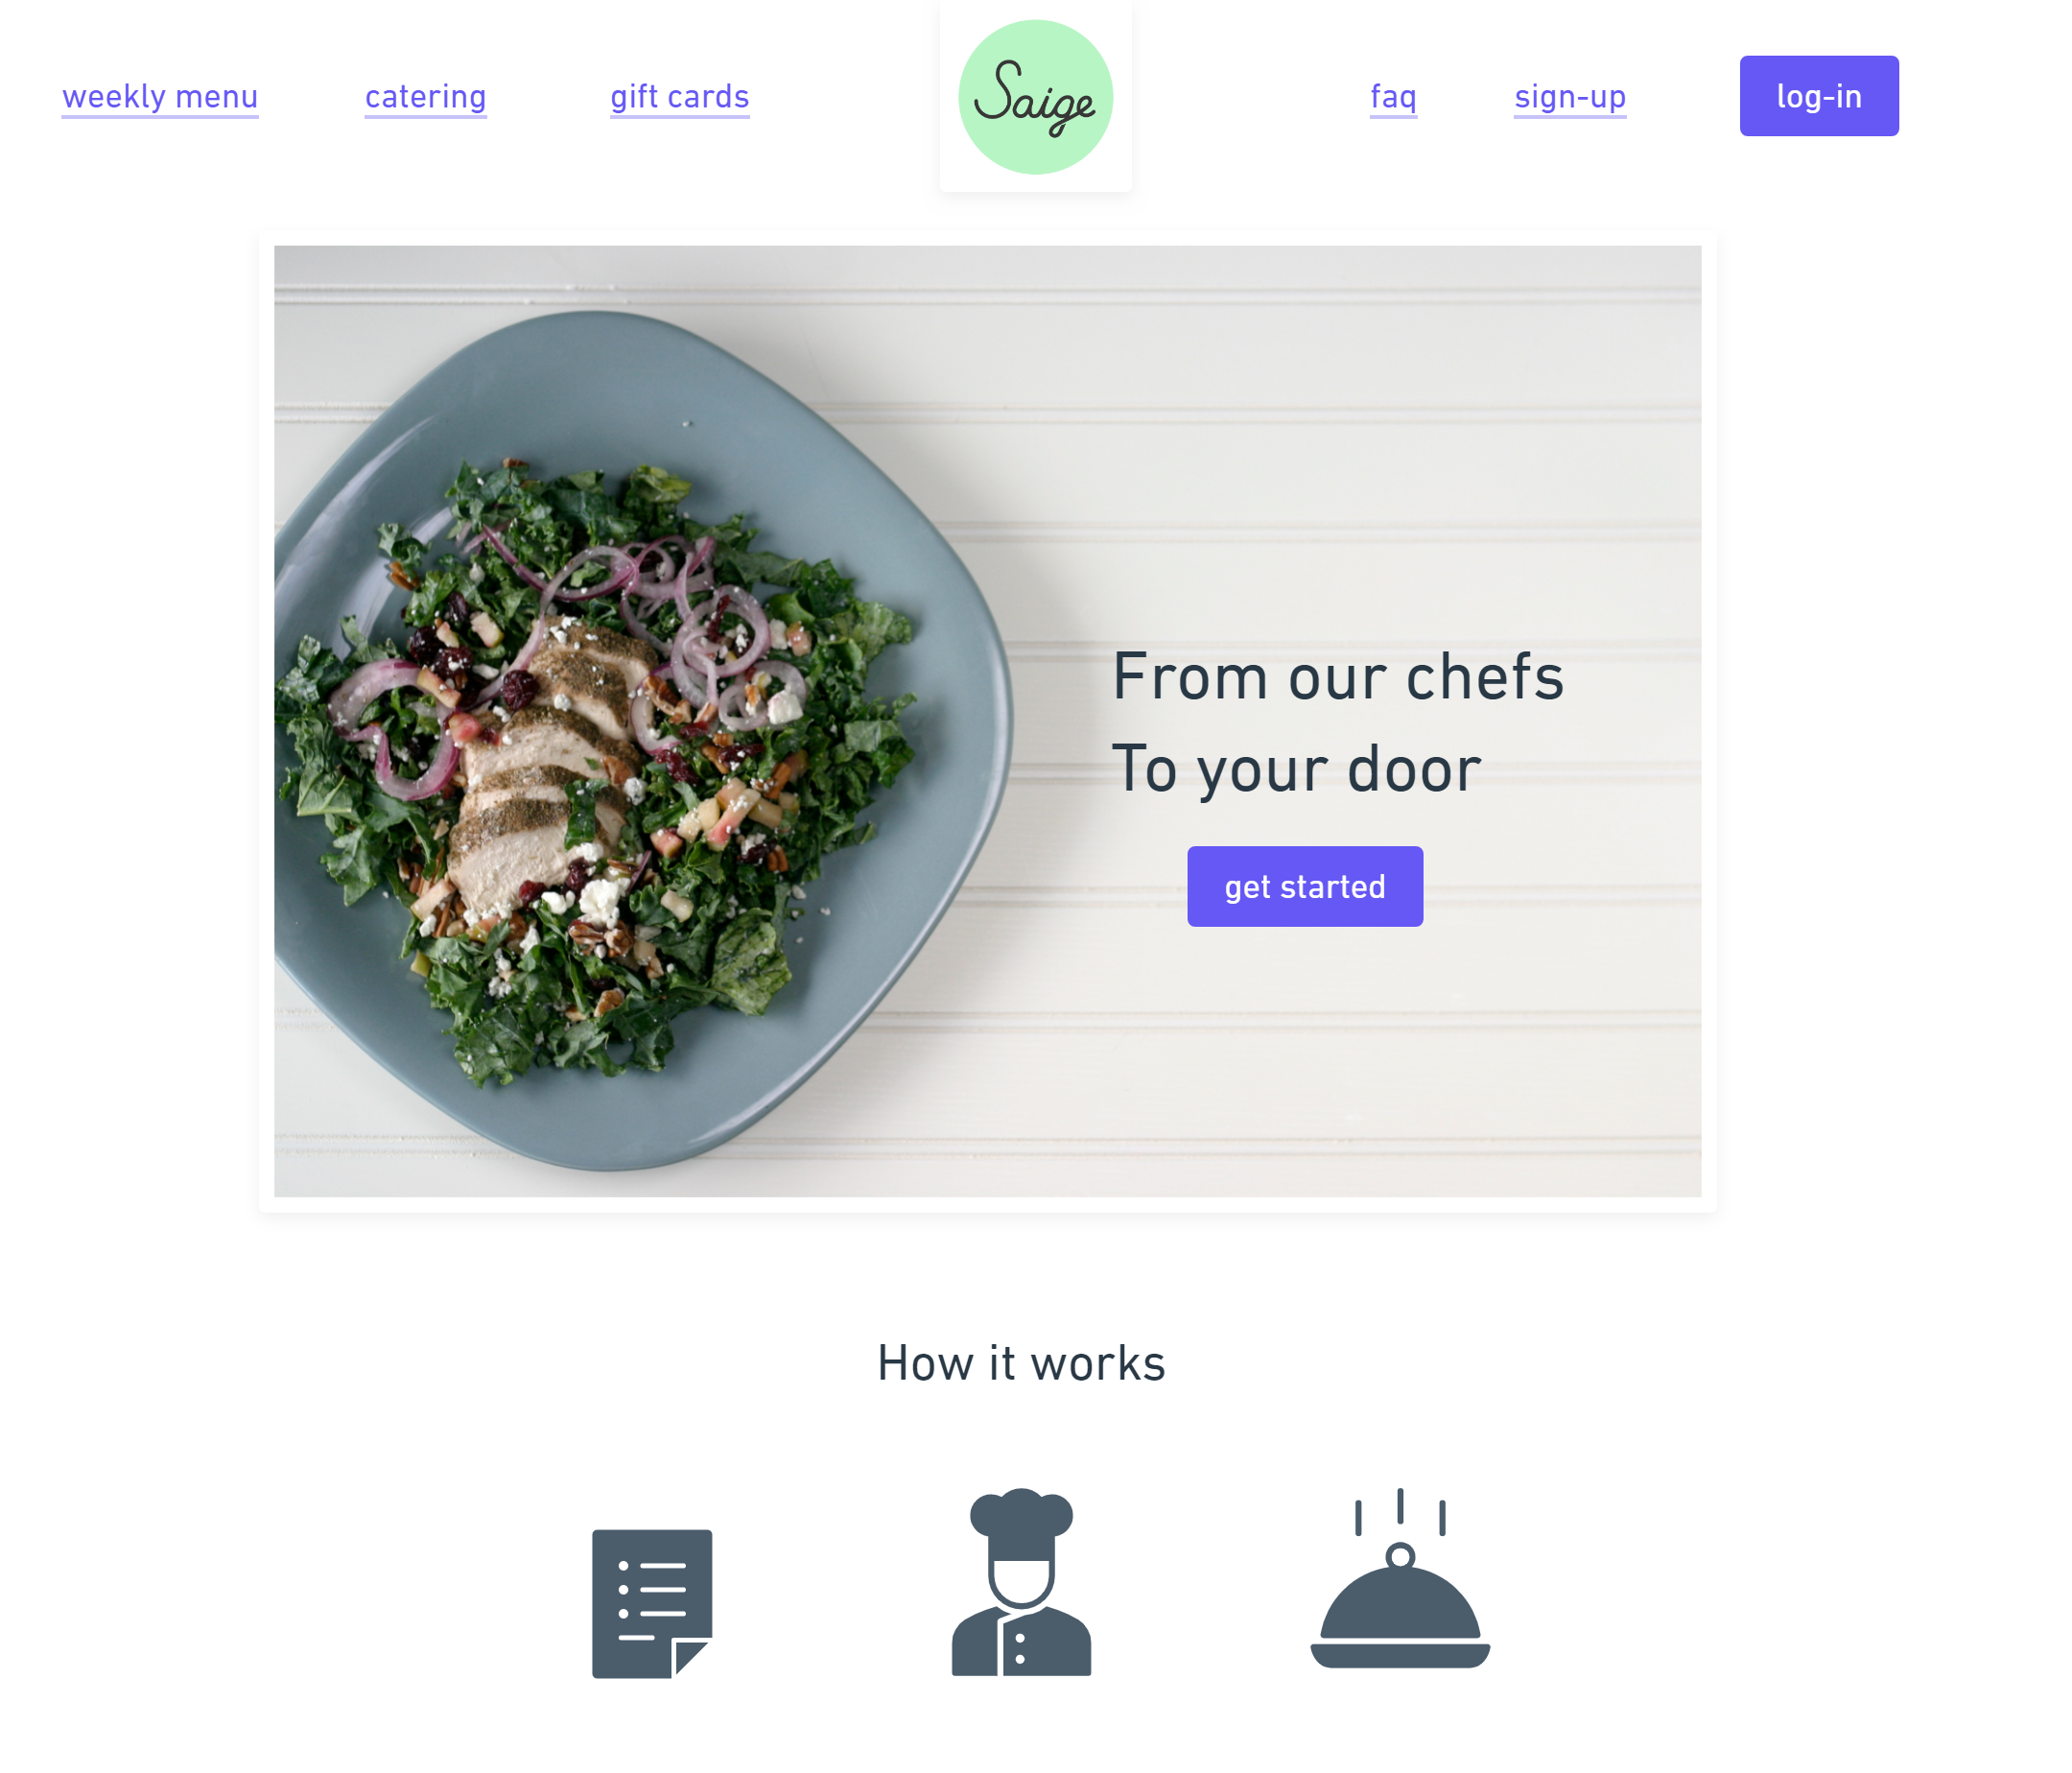 weekly menu
catering
gift cards
Saige
faq
sign-up
log-in
From our chefs
To your door
get started
How it works